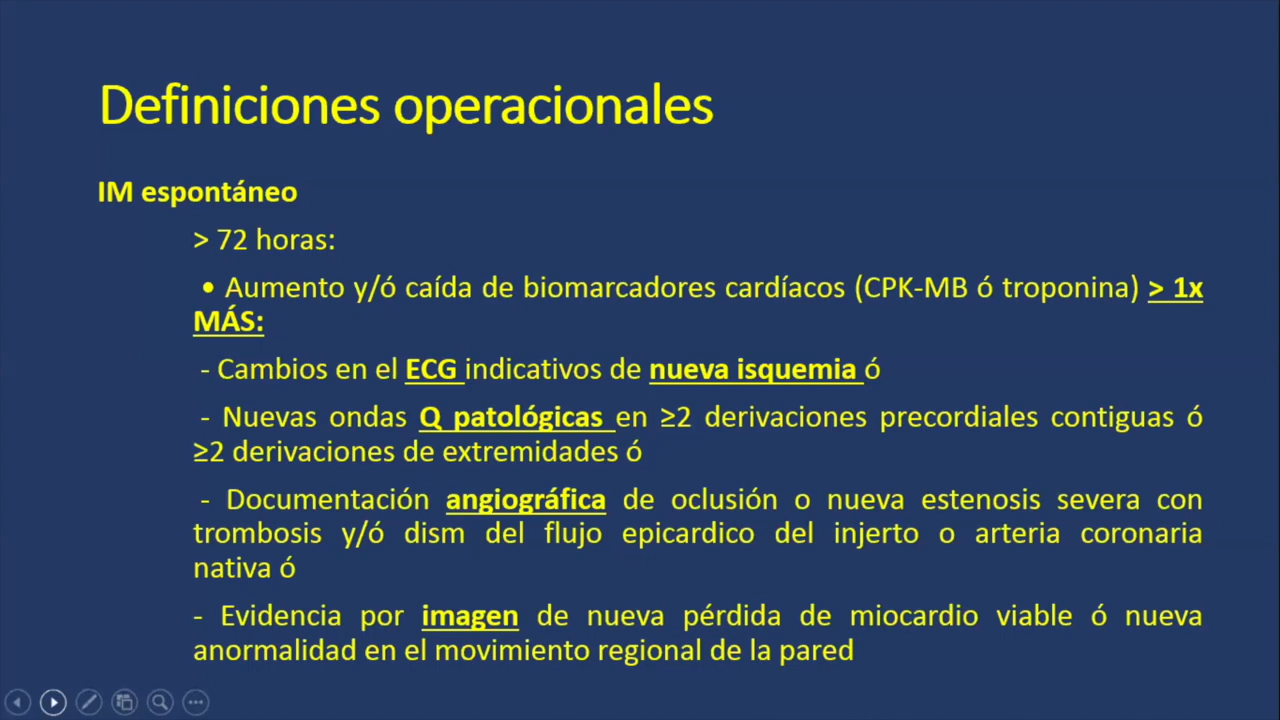 Definiciones operacionales
IM espontáneo
> 72 horas:
• Aumento y/ó caída de biomarcadores cardíacos (CPK-MB ó troponina) > 1x
MÁS:
- Cambios en el ECG indicativos de nueva isquemia ó
- Nuevas ondas Q patológicas en ≥2 derivaciones precordiales contiguas ó
≥2 derivaciones de extremidades ó
- Documentación angiográfica de oclusión o nueva estenosis severa con
trombosis y/ó dism del flujo epicardico del injerto o arteria coronaria
nativa ó
- Evidencia por imagen de nueva pérdida de miocardio viable ó nueva
anormalidad en el movimiento regional de la pared